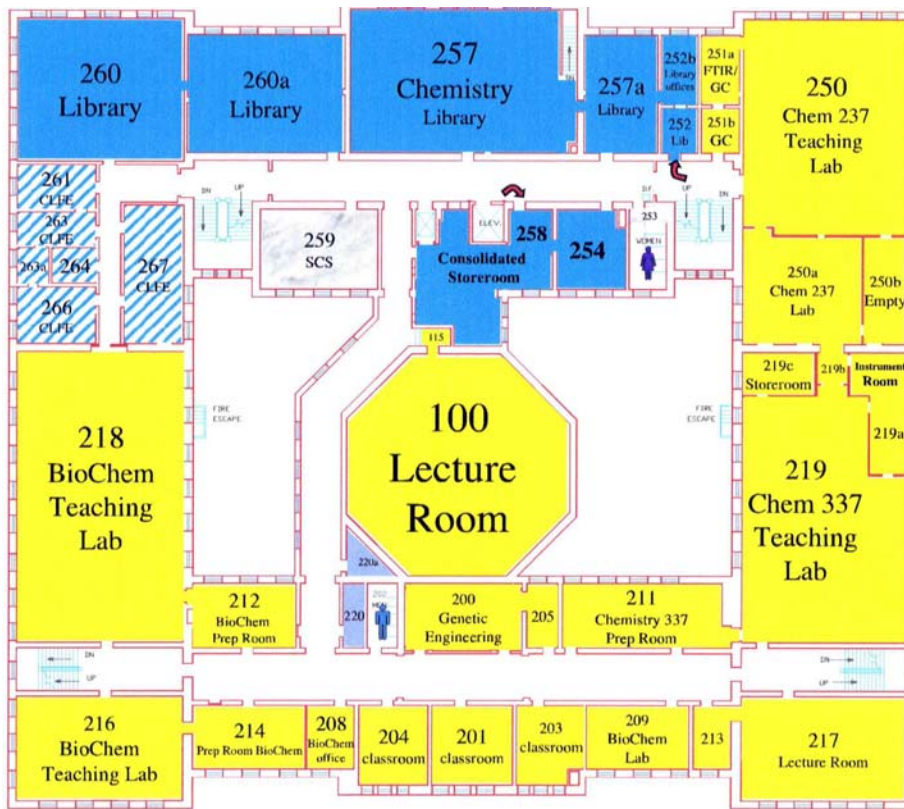 260
Library
260a
Library
257
Chemistry
Library
DN
257a
Library
252b
Library
offices
252
Lib
251a
FTIR/
GC
251b
GC
250
Chem 237
Teaching
Lab
261
CLFE
263
CLFE
263a
264
266
CLFE
267
CLFE
DN
UP
259
SCS
ELEV.
258
Consolidated
Storeroom
254
D.F.
253
WOMEN
UP
DN
250a
Chem 237
Lab
250b
Empty
115
219c
Storeroom
219b
Instrument
Room
219a
FIRE
ESCAPE
FIRE
ESCAPE
100
Lecture
Room
218
BioChem
Teaching
Lab
219
Chem 337
Teaching
Lab
220a
212
BioChem
Prep Room
220
202
MEN
200
Genetic
Engineering
205
211
Chemistry 337
Prep Room
DN
UP
DN
UP
216
BioChem
Teaching Lab
214
Prep Room BioChem
208
BioChem
office
204
classroom
201
classroom
203
classroom
209
BioChem
Lab
213
217
Lecture Room